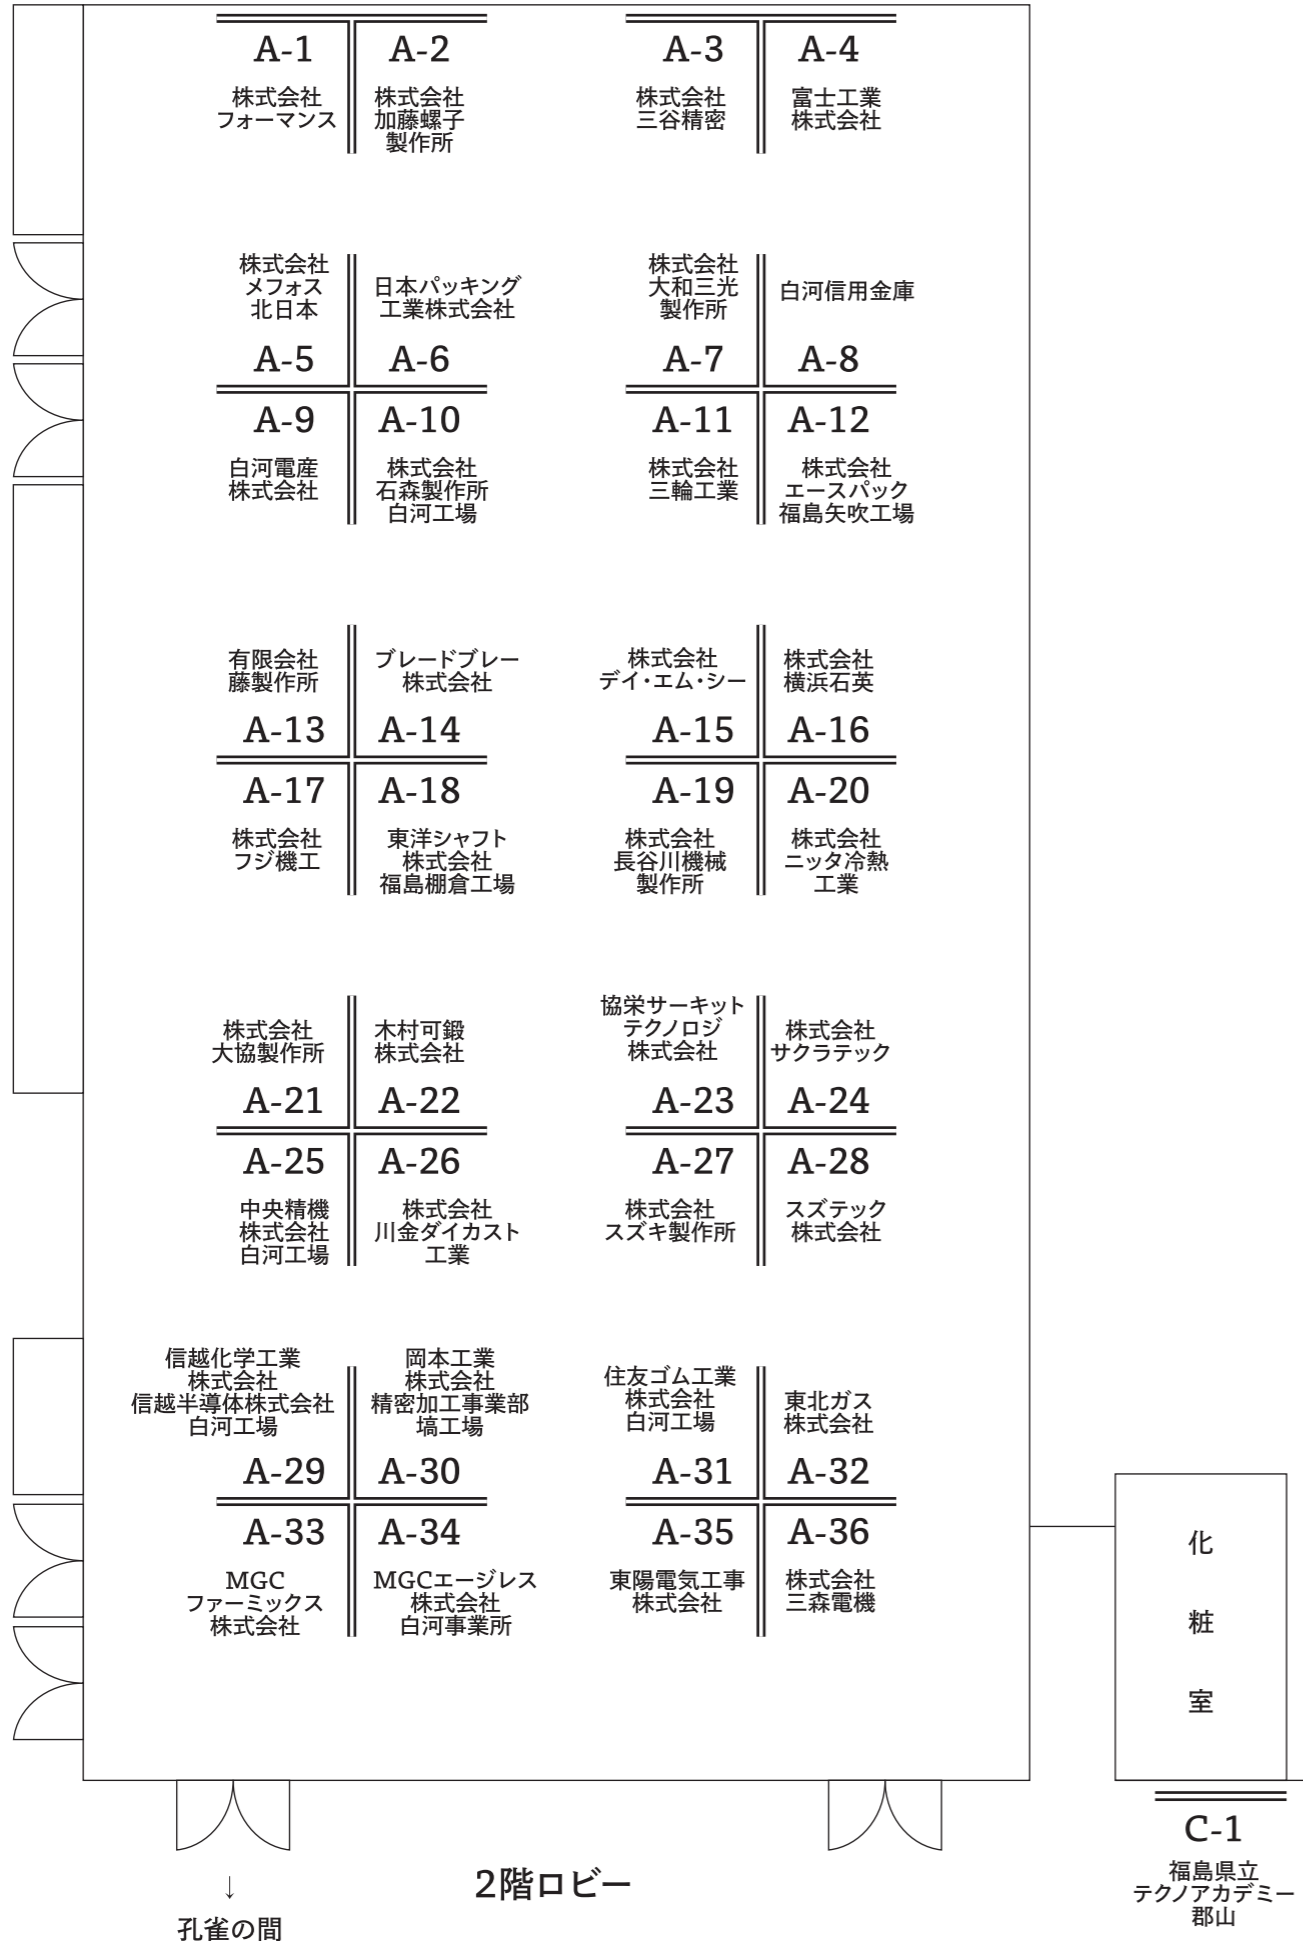 A-1
株式会社
フォーマンス
A-2
株式会社
加藤螺子
製作所
A-3
株式会社
三谷精密
A-4
富士工業
株式会社
株式会社
メフォス
北日本
A-5
日本パッキング
工業株式会社
A-6
株式会社
大和三光
製作所
A-7
白河信用金庫
A-8
A-9
白河電産
株式会社
A-10
株式会社
石森製作所
白河工場
A-11
株式会社
三輪工業
A-12
株式会社
エースパック
福島矢吹工場
有限会社
藤製作所
A-13
ブレードブレー
株式会社
A-14
株式会社
デイ・エム・シー
A-15
株式会社
横浜石英
A-16
A-17
株式会社
フジ機工
A-18
東洋シャフト
株式会社
福島棚倉工場
A-19
株式会社
長谷川機械
製作所
A-20
株式会社
ニッタ冷熱
工業
株式会社
大協製作所
A-21
木村可鍛
株式会社
A-22
協栄サーキット
テクノロジ
株式会社
A-23
株式会社
サクラテック
A-24
A-25
中央精機
株式会社
白河工場
A-26
株式会社
川金ダイカスト
工業
A-27
株式会社
スズキ製作所
A-28
スズテック
株式会社
信越化学工業
株式会社
信越半導体株式会社
白河工場
A-29
岡本工業
株式会社
精密加工事業部
塙工場
A-30
住友ゴム工業
株式会社
白河工場
A-31
東北ガス
株式会社
A-32
A-33
MGC
ファーミックス
株式会社
A-34
MGCエージレス
株式会社
白河事業所
A-35
東陽電気工事
株式会社
A-36
株式会社
三森電機
化粧室
C-1
福島県立
テクノアカデミー
郡山
2階ロビー
↓
孔雀の間